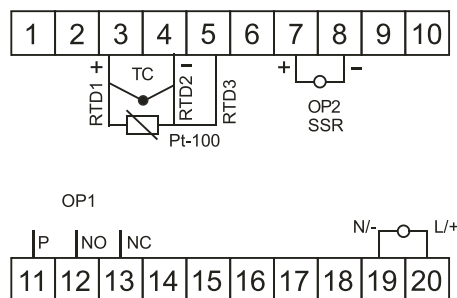 1 2 3 4 5 6 7 8 9 10
+ TC − + −
RTD1 RTD2 RTD3
Pt-100
OP2
SSR
OP1
P NO NC N/- L/+
11 12 13 14 15 16 17 18 19 20